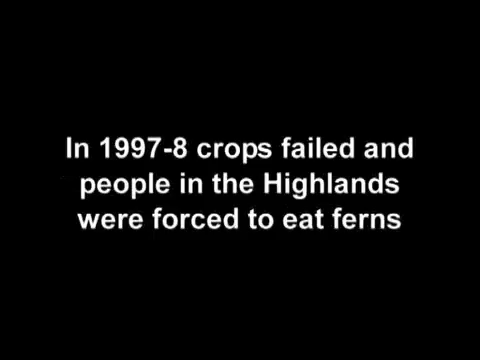 In 1997-8 crops failed and
people in the Highlands
were forced to eat ferns